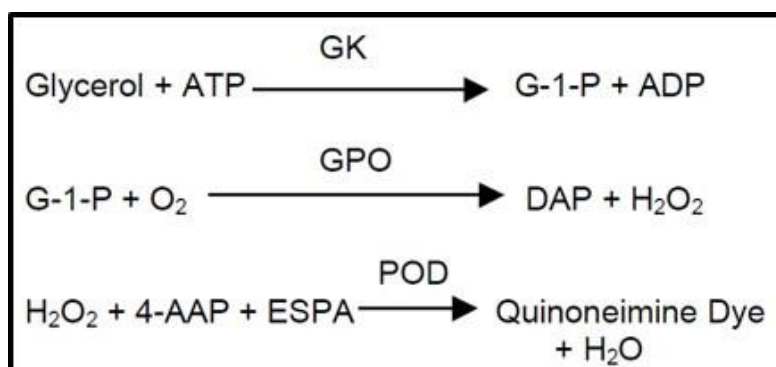 GK
Glycerol + ATP G-1-P + ADP
GPO
G-1-P + O₂ DAP + H₂O₂
POD
H₂O₂ + 4-AAP + ESPA Quinoneimine Dye
+ H₂O